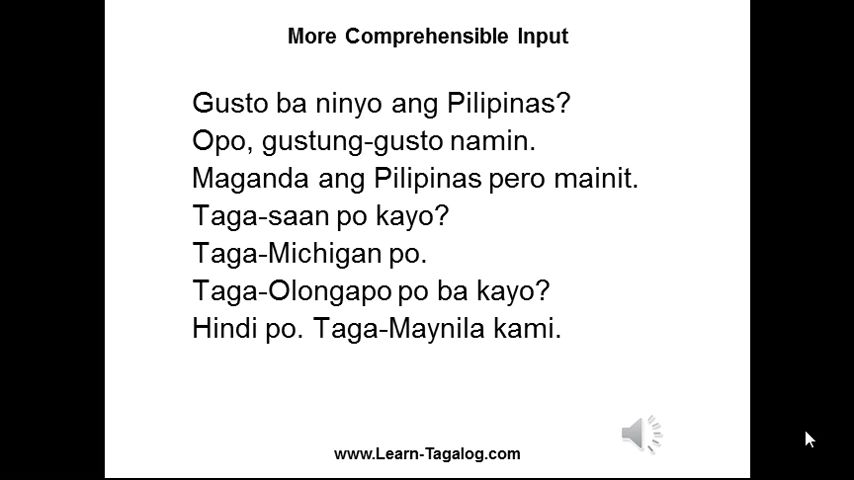 More Comprehensible Input
Gusto ba ninyo ang Pilipinas?
Opo, gustung-gusto namin.
Maganda ang Pilipinas pero mainit.
Taga-saan po kayo?
Taga-Michigan po.
Taga-Olongapo po ba kayo?
Hindi po. Taga-Maynila kami.
www.Learn-Tagalog.com